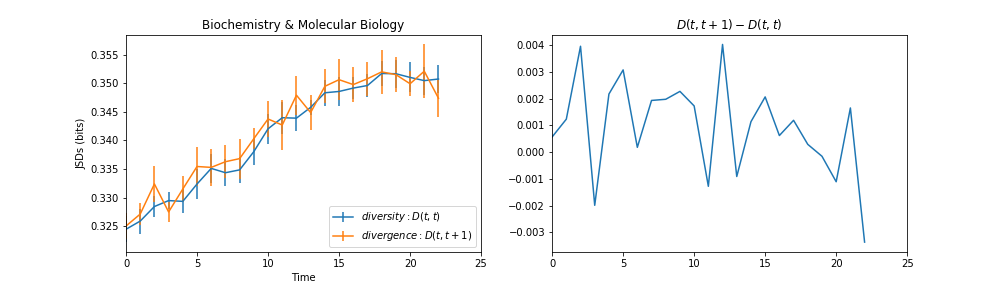 Biochemistry & Molecular Biology
JSDs (bits)
0.355
0.350
0.345
0.340
0.335
0.330
0.325
0 5 10 15 20 25
Time
diversity : D(t, t)
divergence : D(t, t + 1)
D(t, t + 1) − D(t, t)
0.004
0.003
0.002
0.001
0.000
−0.001
−0.002
−0.003
0 5 10 15 20 25